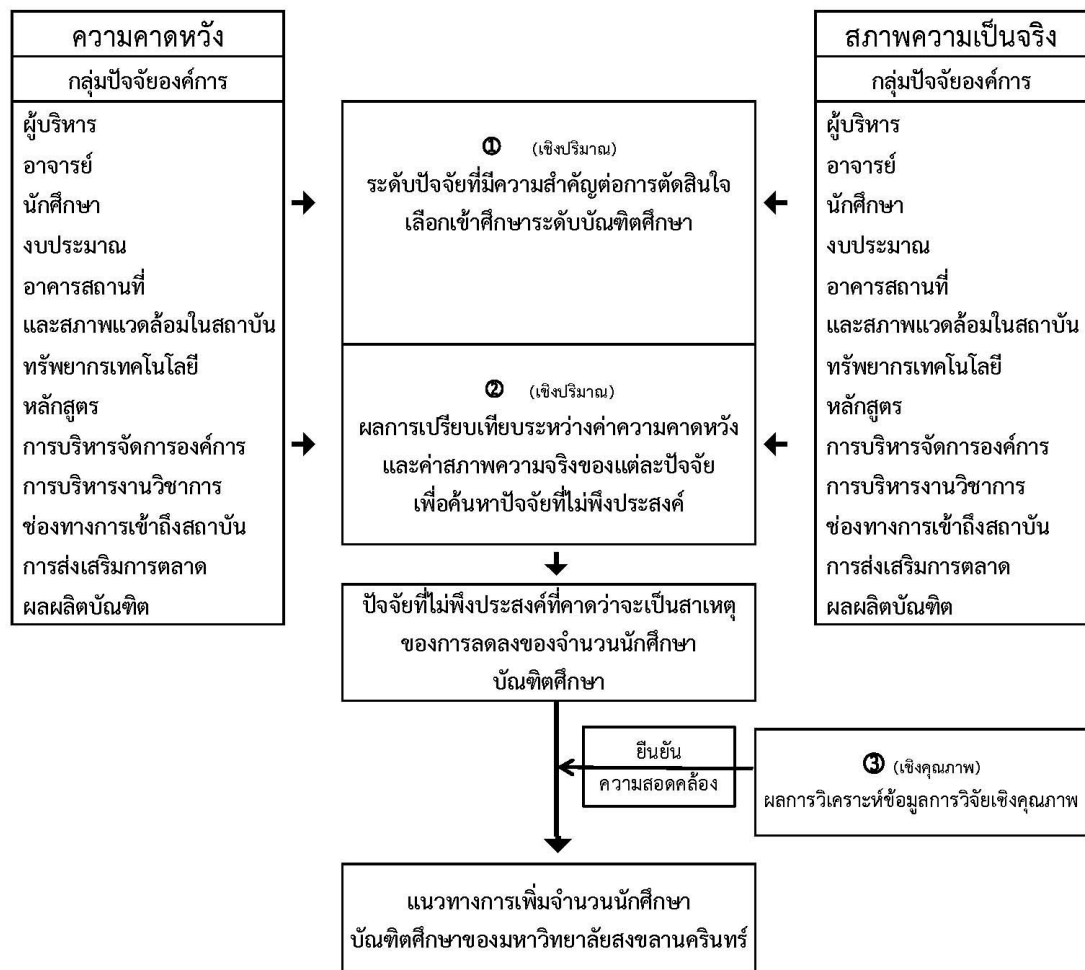 ความคาดหวัง
กลุ่มปัจจัยองค์การ
ผู้บริหาร
อาจารย์
นักศึกษา
งบประมาณ
อาคารสถานที่
และสภาพแวดล้อมในสถาบัน
ทรัพยากรเทคโนโลยี
หลักสูตร
การบริหารจัดการองค์การ
การบริหารงานวิชาการ
ช่องทางการเข้าถึงสถาบัน
การส่งเสริมการตลาด
ผลผลิตบัณฑิต
① (เชิงปริมาณ)
ระดับปัจจัยที่มีความสำคัญต่อการตัดสินใจ
เลือกเข้าศึกษาระดับบัณฑิตศึกษา
② (เชิงปริมาณ)
ผลการเปรียบเทียบระหว่างค่าความคาดหวัง
และค่าสภาพความจริงของแต่ละปัจจัย
เพื่อค้นหาปัจจัยที่ไม่พึงประสงค์
สภาพความเป็นจริง
กลุ่มปัจจัยองค์การ
ผู้บริหาร
อาจารย์
นักศึกษา
งบประมาณ
อาคารสถานที่
และสภาพแวดล้อมในสถาบัน
ทรัพยากรเทคโนโลยี
หลักสูตร
การบริหารจัดการองค์การ
การบริหารงานวิชาการ
ช่องทางการเข้าถึงสถาบัน
การส่งเสริมการตลาด
ผลผลิตบัณฑิต
ปัจจัยที่ไม่พึงประสงค์ที่คาดว่าจะเป็นสาเหตุ
ของการลดลงของจำนวนนักศึกษา
บัณฑิตศึกษา
ยืนยัน
ความสอดคล้อง
③ (เชิงคุณภาพ)
ผลการวิเคราะห์ข้อมูลการวิจัยเชิงคุณภาพ
แนวทางการเพิ่มจำนวนนักศึกษา
บัณฑิตศึกษาของมหาวิทยาลัยสงขลานครินทร์